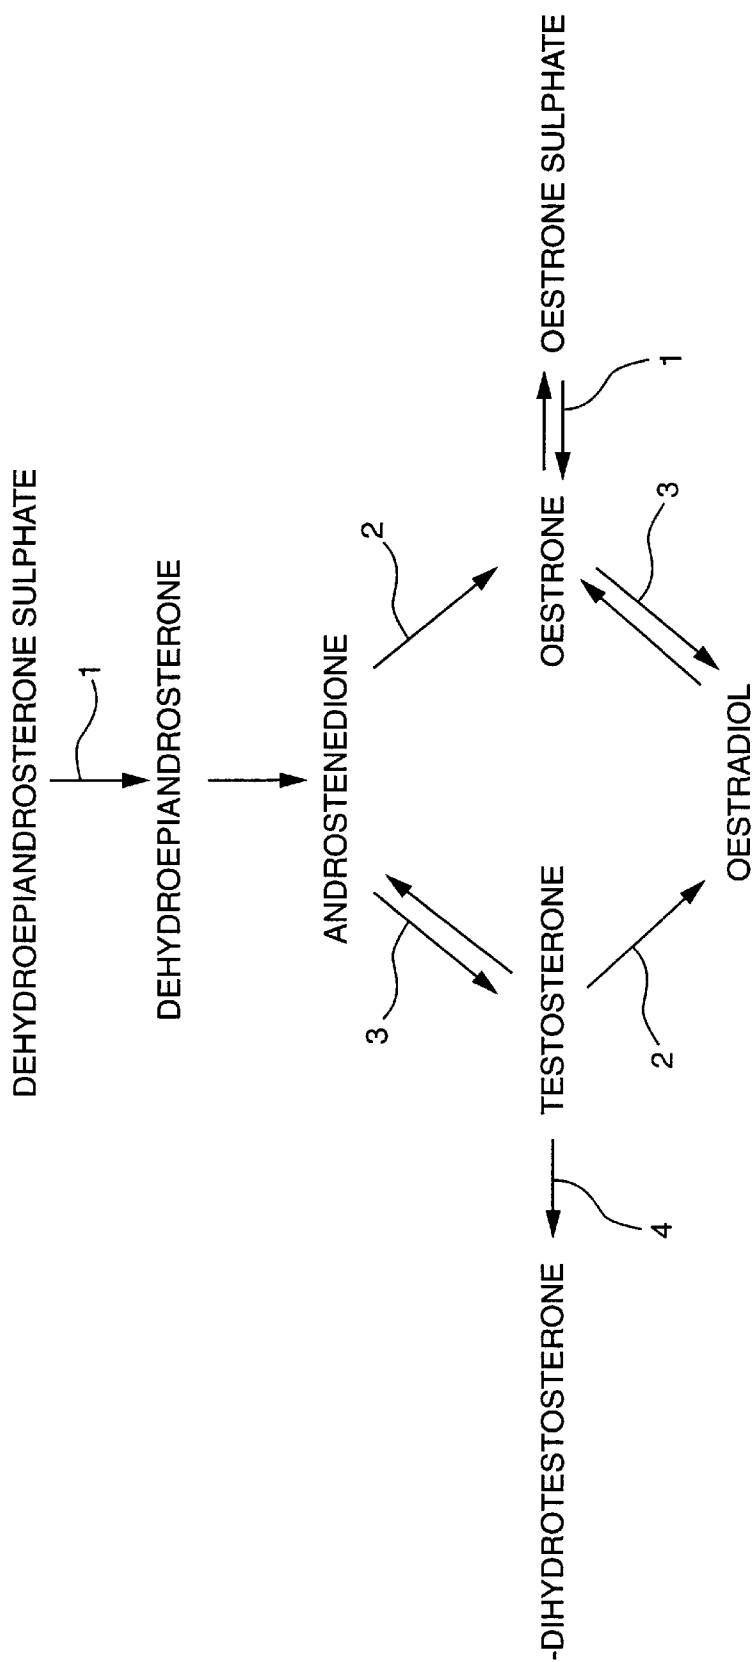 DEHYDROEPIANDROSTERONE SULPHATE
1
DEHYDROEPIANDROSTERONE
ANDROSTENEDIONE
3
2
-DIHYDROTESTOSTERONE
TESTOSTERONE
OESTRONE
OESTRONE SULPHATE
4
2
3
1
OESTRADIOL